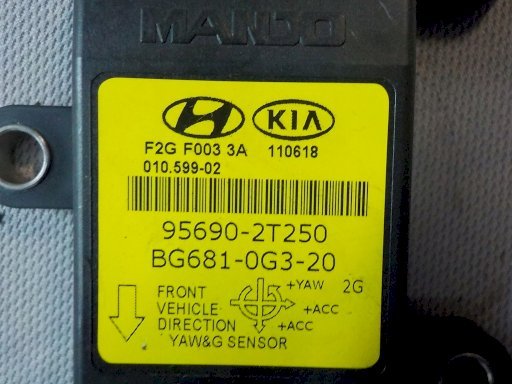 MANDO
KIA
F2G F003 3A 110618
010.599-02
95690-2T250
BG681-0G3-20
+YAW 2G
FRONT
VEHICLE +ACC
DIRECTION +ACC
YAW&G SENSOR